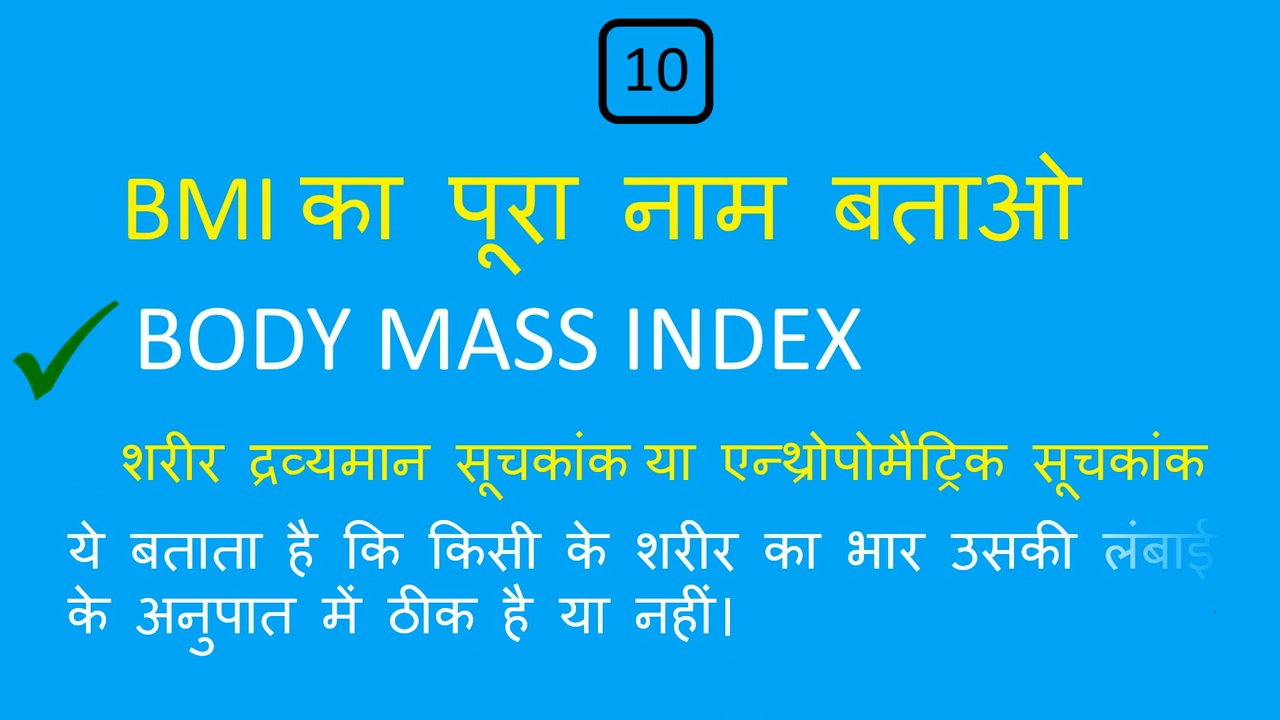 10
BMI का पूरा नाम बताओ
BODY MASS INDEX
शरीर द्रव्यमान सूचकांक या एन्थ्रोपोमैट्रिक सूचकांक
ये बताता है कि किसी के शरीर का भार उसकी लंबाई
के अनुपात में ठीक है या नहीं।